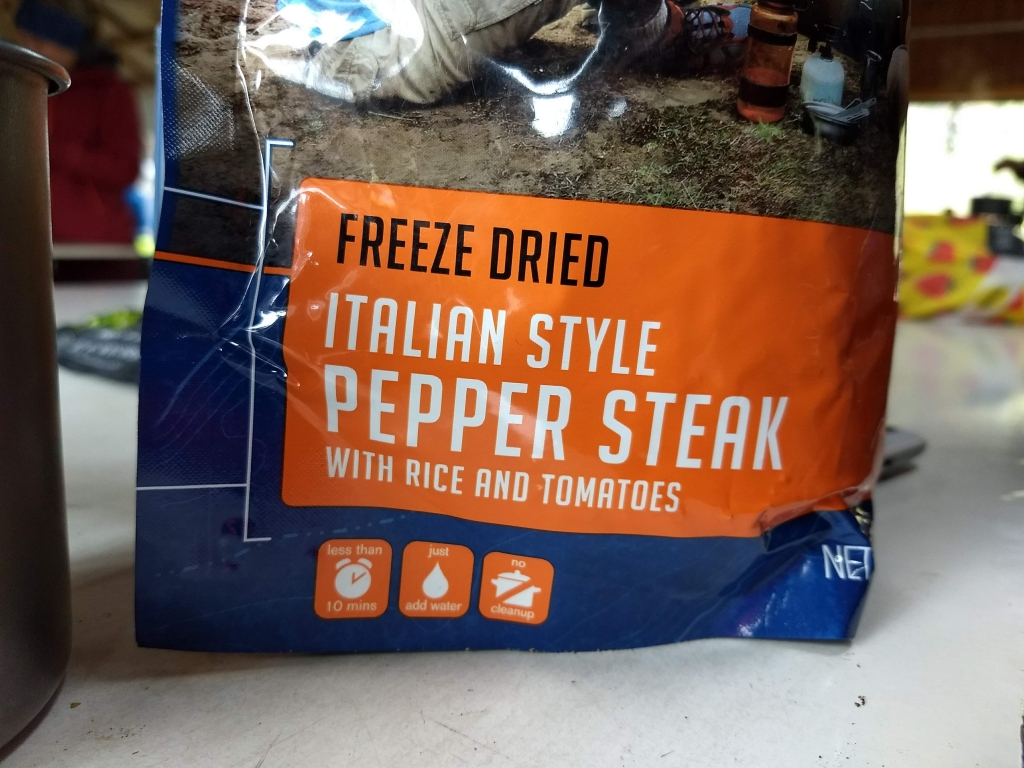 FREEZE DRIED
ITALIAN STYLE
PEPPER STEAK
WITH RICE AND TOMATOES
less than
10 mins
just
add water
no
cleanup
NET